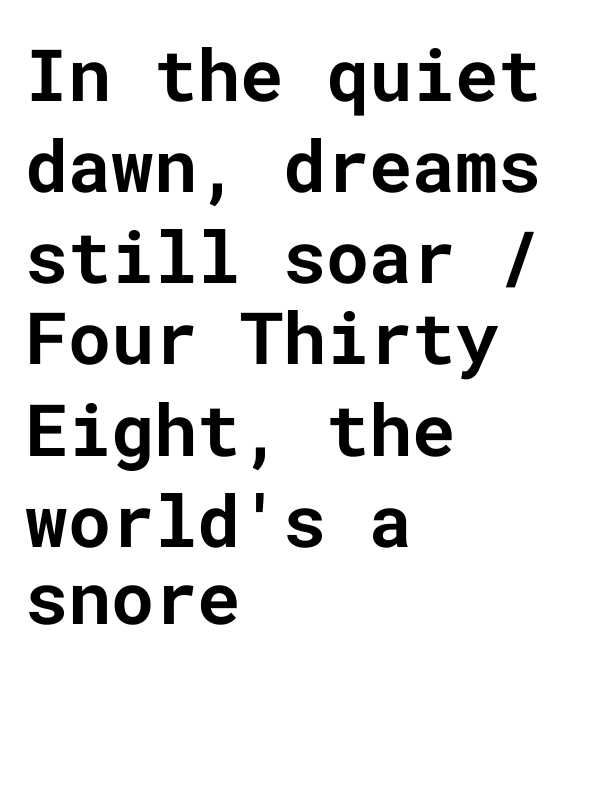 In the quiet
dawn, dreams
still soar /
Four Thirty
Eight, the
world's a
snore